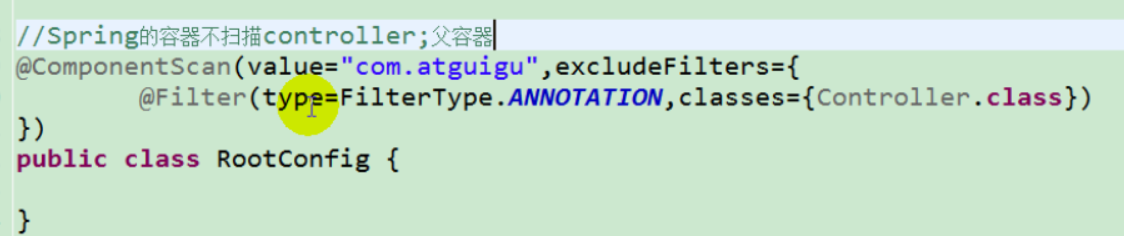 //Spring的容器不扫描controller;父容器
@ComponentScan(value="com.atguigu",excludeFilters={
        @Filter(type=FilterType.ANNOTATION,classes={Controller.class})
})
public class RootConfig {
}